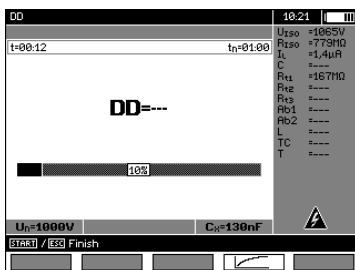 DD 10:21
t=00:12 tn=01:00
DD=---
10%
Un=1000V CX=130nF
UISO =1065V
RISO =779MΩ
IL =1,4μA
C =---
Rt1 =167MΩ
Rt2 =---
Rt3 =---
Ab1 =---
Ab2 =---
L =---
TC =---
T =---
START / ESC Finish